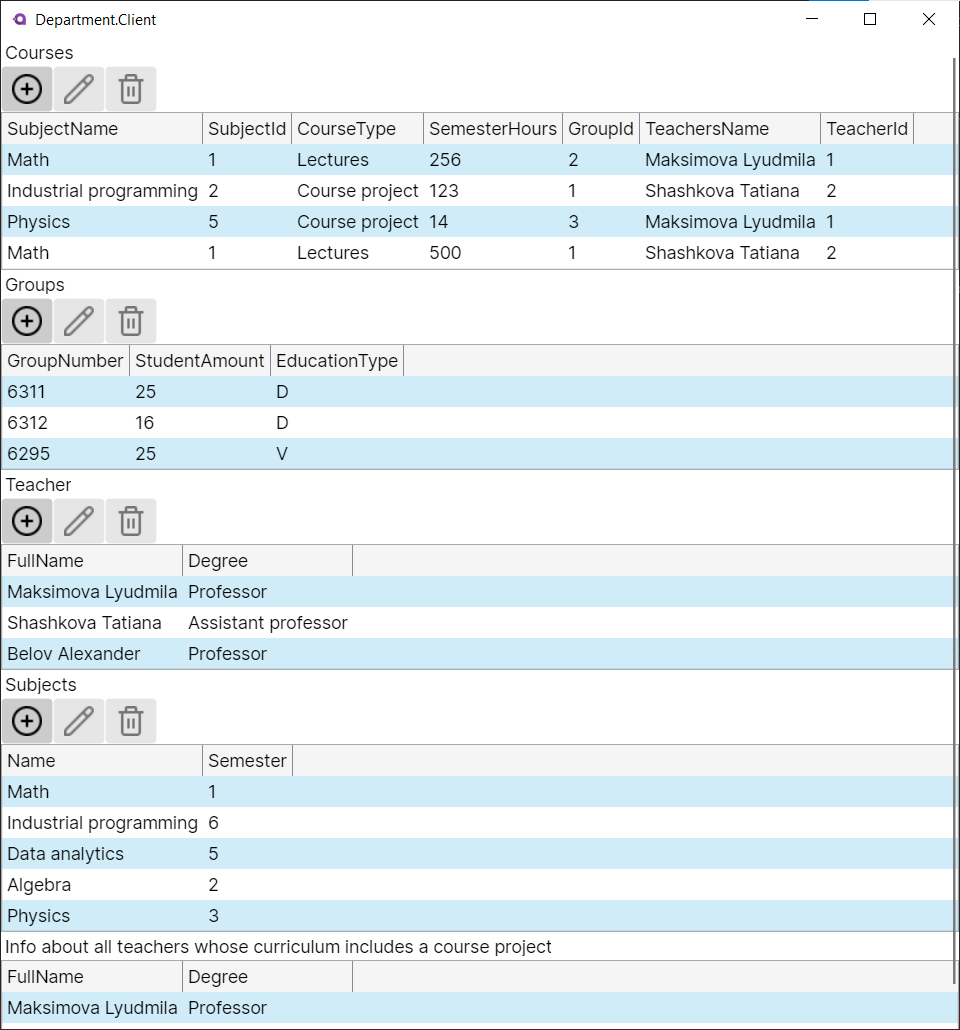 Department.Client
Courses
SubjectName SubjectId CourseType SemesterHours GroupId TeachersName TeacherId
Math 1 Lectures 256 2 Maksimova Lyudmila 1
Industrial programming 2 Course project 123 1 Shashkova Tatiana 2
Physics 5 Course project 14 3 Maksimova Lyudmila 1
Math 1 Lectures 500 1 Shashkova Tatiana 2
Groups
GroupNumber StudentAmount EducationType
6311 25 D
6312 16 D
6295 25 V
Teacher
FullName Degree
Maksimova Lyudmila Professor
Shashkova Tatiana Assistant professor
Belov Alexander Professor
Subjects
Name Semester
Math 1
Industrial programming 6
Data analytics 5
Algebra 2
Physics 3
Info about all teachers whose curriculum includes a course project
FullName Degree
Maksimova Lyudmila Professor